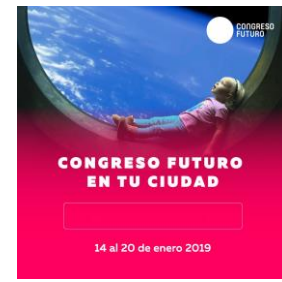 CONGRESO
FUTURO
CONGRESO FUTURO
EN TU CIUDAD
14 al 20 de enero 2019